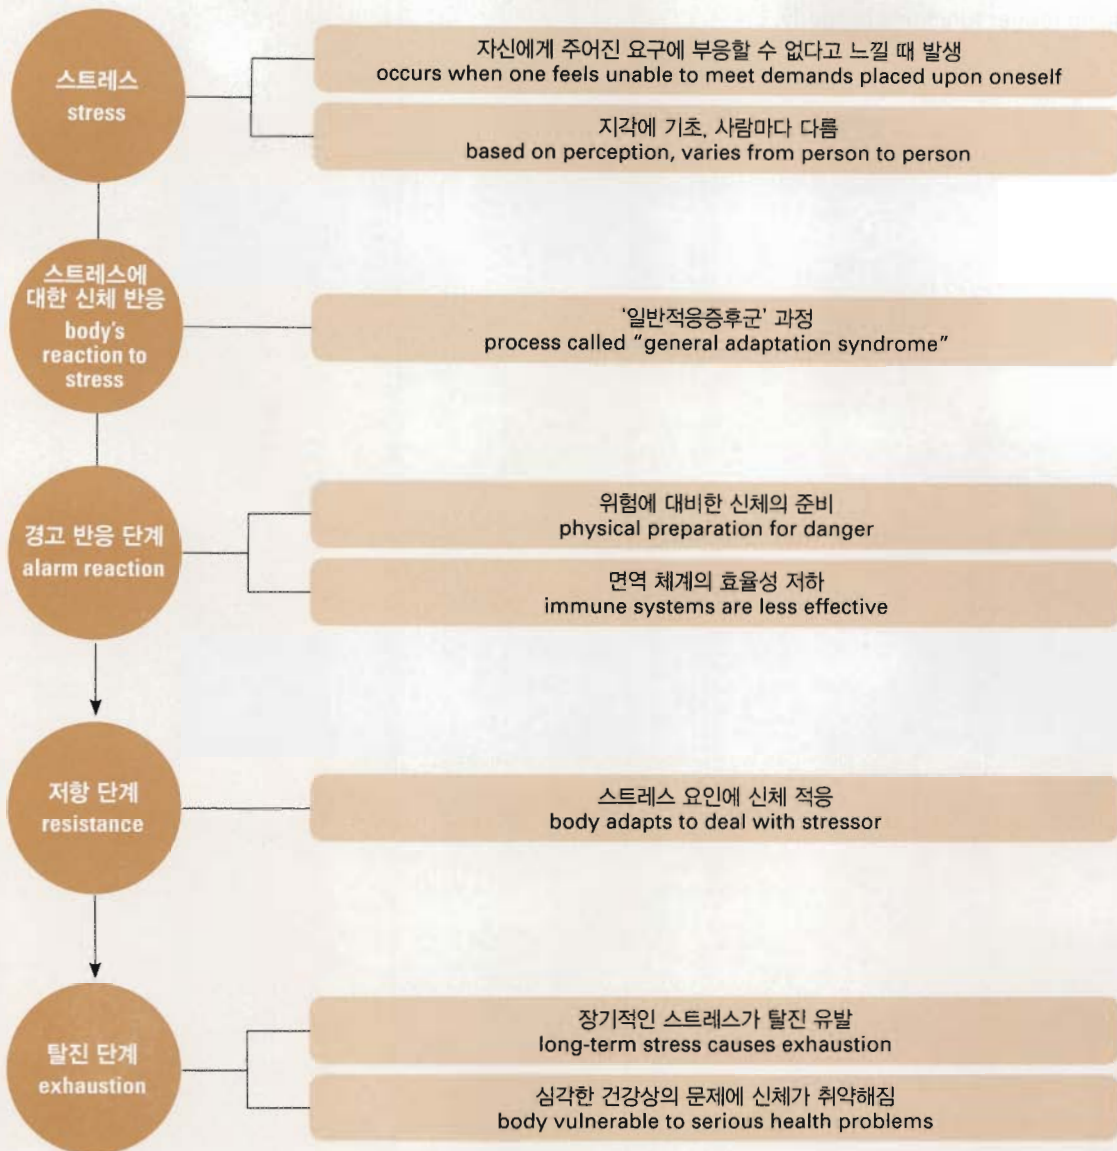 스트레스
stress
자신에게 주어진 요구에 부응할 수 없다고 느낄 때 발생
occurs when one feels unable to meet demands placed upon oneself
지각에 기초, 사람마다 다름
based on perception, varies from person to person
스트레스에
대한 신체 반응
body's
reaction to
stress
'일반적응증후군' 과정
process called “general adaptation syndrome”
경고 반응 단계
alarm reaction
위험에 대비한 신체의 준비
physical preparation for danger
면역 체계의 효율성 저하
immune systems are less effective
저항 단계
resistance
스트레스 요인에 신체 적응
body adapts to deal with stressor
탈진 단계
exhaustion
장기적인 스트레스가 탈진 유발
long-term stress causes exhaustion
심각한 건강상의 문제에 신체가 취약해짐
body vulnerable to serious health problems